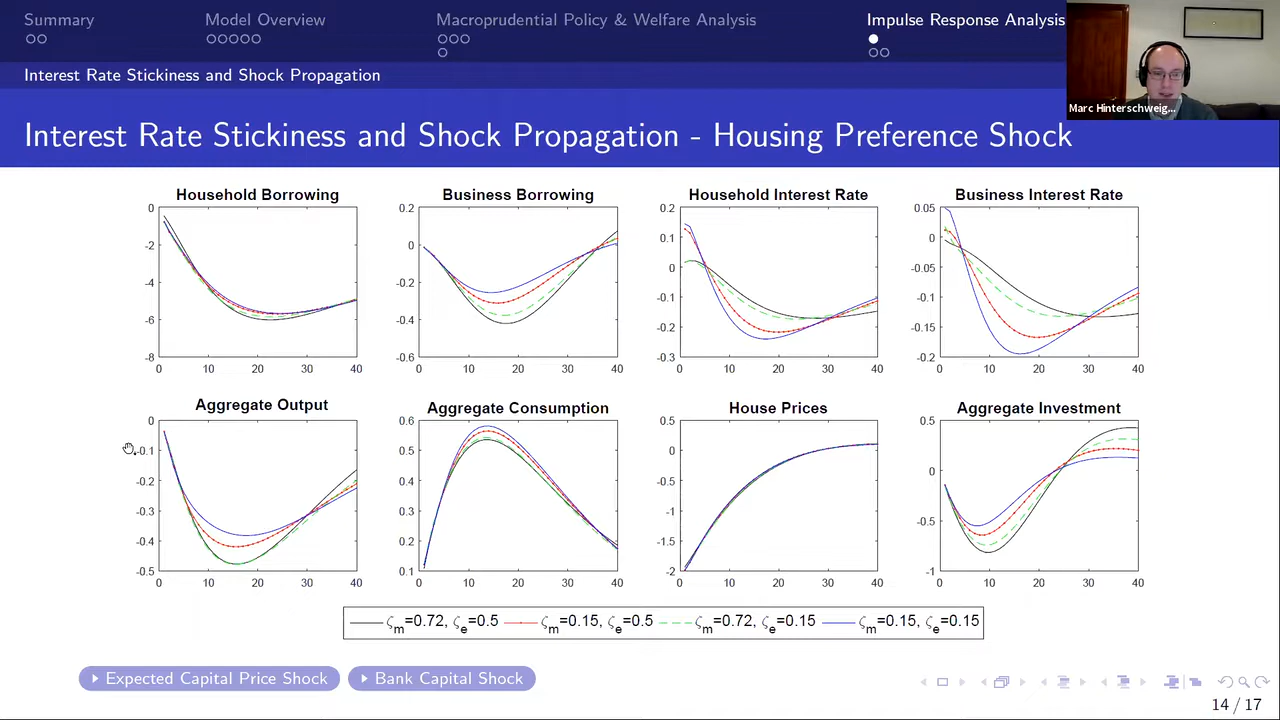 Summary Model Overview Macroprudential Policy & Welfare Analysis Impulse Response Analysis
Interest Rate Stickiness and Shock Propagation
Marc Hinterschweig...
Interest Rate Stickiness and Shock Propagation - Housing Preference Shock
Household Borrowing Business Borrowing Household Interest Rate Business Interest Rate
0 -2 -4 -6 -8
0 10 20 30 40
0.2 0 -0.2 -0.4 -0.6
0 10 20 30 40
0.2 0.1 0 -0.1 -0.2 -0.3
0 10 20 30 40
0.05 0 -0.05 -0.1 -0.15 -0.2
0 10 20 30 40
Aggregate Output Aggregate Consumption House Prices Aggregate Investment
0 -0.1 -0.2 -0.3 -0.4 -0.5
0 10 20 30 40
0.6 0.5 0.4 0.3 0.2 0.1
0 10 20 30 40
0.5 0 -0.5 -1 -1.5 -2
0 10 20 30 40
0.5 0 -0.5 -1
0 10 20 30 40
ζm=0.72, ζe=0.5 ζm=0.15, ζe=0.5 ζm=0.72, ζe=0.15 ζm=0.15, ζe=0.15
Expected Capital Price Shock Bank Capital Shock
14 / 17